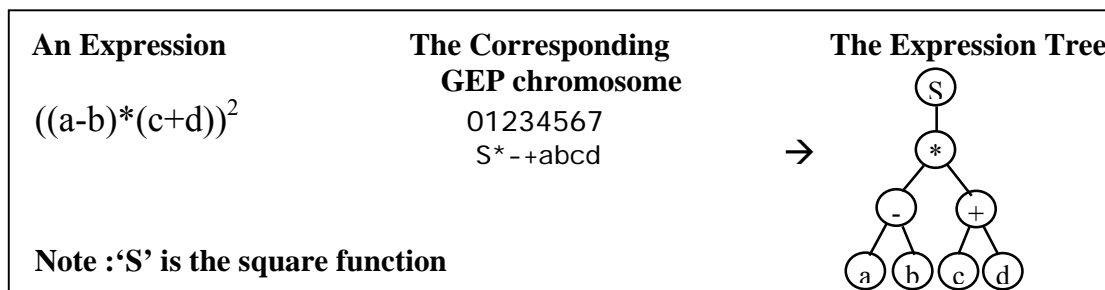 An Expression
The Corresponding
GEP chromosome
The Expression Tree
((a-b)*(c+d))²
01234567
S*-+abcd
→
S
*
- +
a b c d
Note :‘S’ is the square function